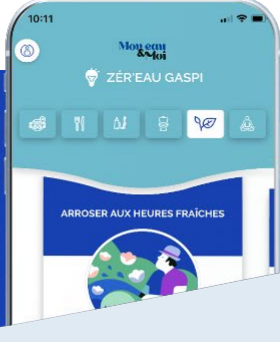 10:11
Mon eau
&Moi
ZÉR'EAU GASPI
ARROSER AUX HEURES FRAÎCHES